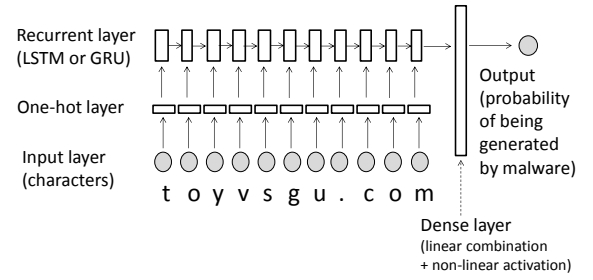 Recurrent layer
(LSTM or GRU)
One-hot layer
Input layer
(characters)
t o y v s g u . c o m
Output
(probability
of being
generated
by malware)
Dense layer
(linear combination
+ non-linear activation)